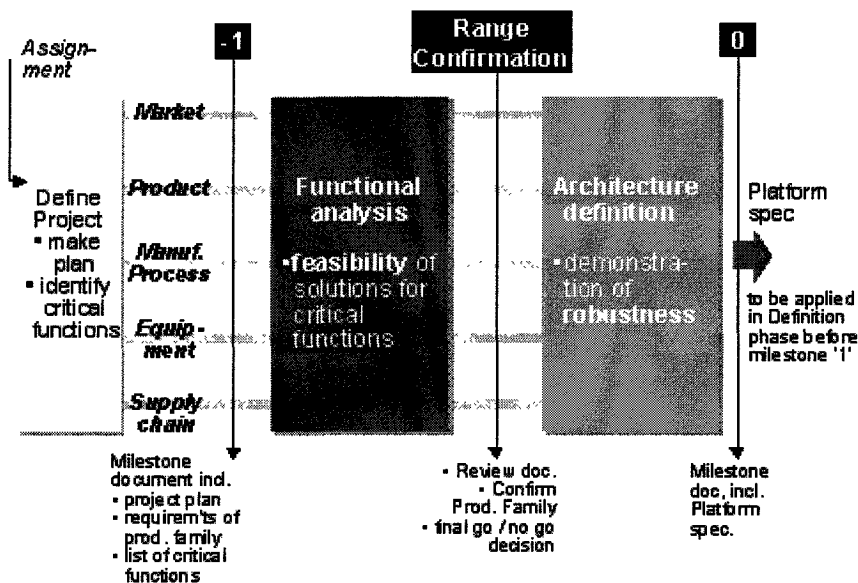 Assign-
ment
-1
Range
Confirmation
0
Define
Project
▪ make
plan
▪ identify
critical
functions
Market
Product
Manuf.
Process
Equip-
ment
Supply
chain
Functional
analysis
▪feasibility of
solutions for
critical
functions
Architecture
definition
▪demonstra-
tion of
robustness
Platform
spec
to be applied
in Definition
phase before
milestone '1'
Milestone
document incl.
▪ project plan
▪ requirem'ts of
prod. family
▪ list of critical
functions
▪ Review doc.
▪ Confirm
Prod. Family
▪ final go / no go
decision
Milestone
doc, incl.
Platform
spec.